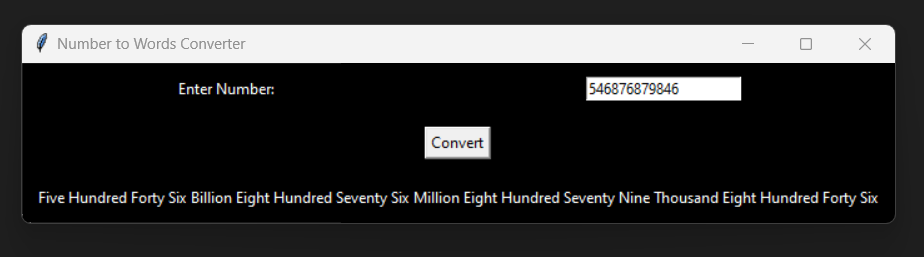 Number to Words Converter
Enter Number: 546876879846
Convert
Five Hundred Forty Six Billion Eight Hundred Seventy Six Million Eight Hundred Seventy Nine Thousand Eight Hundred Forty Six